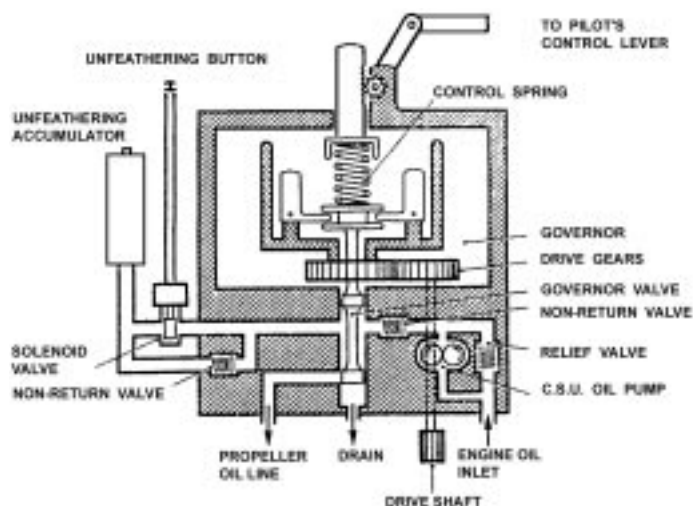 TO PILOT'S
CONTROL LEVER
UNFEATHERING BUTTON
CONTROL SPRING
UNFEATHERING
ACCUMULATOR
GOVERNOR
DRIVE GEARS
GOVERNOR VALVE
NON-RETURN VALVE
SOLENOID
VALVE
RELIEF VALVE
NON-RETURN VALVE
C.S.U. OIL PUMP
PROPELLER
OIL LINE
DRAIN
ENGINE OIL
INLET
DRIVE SHAFT